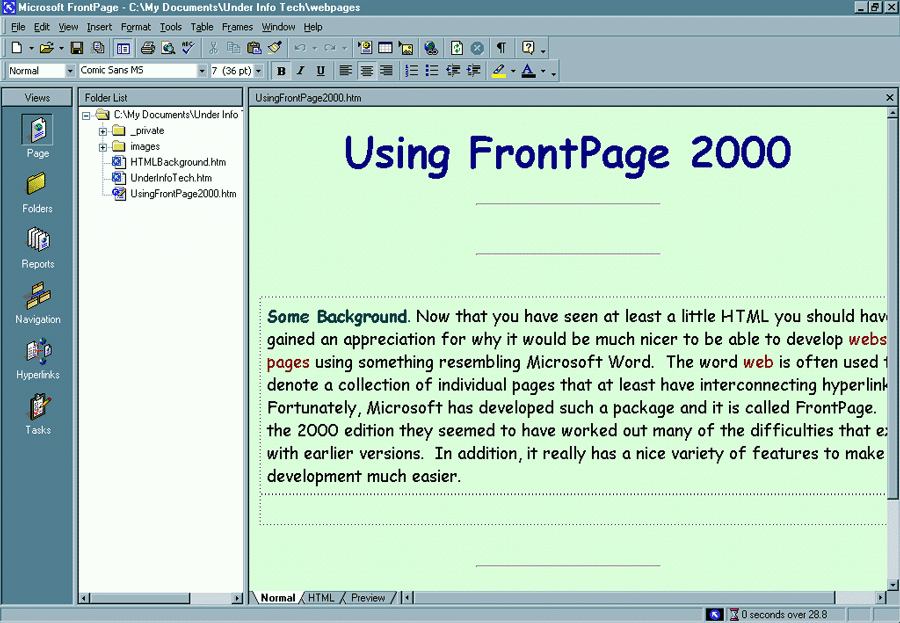 Microsoft FrontPage - C:\My Documents\Under Info Tech\webpages
File Edit View Insert Format Tools Table Frames Window Help
Normal Comic Sans MS 7 (36 pt) B I U A
Views
Page
Folders
Reports
Navigation
Hyperlinks
Tasks
Folder List
C:\My Documents\Under Info
_private
images
HTMLBackground.htm
UnderInfoTech.htm
UsingFrontPage2000.htm
UsingFrontPage2000.htm
Using FrontPage 2000
Some Background. Now that you have seen at least a little HTML you should hav
gained an appreciation for why it would be much nicer to be able to develop webs
pages using something resembling Microsoft Word. The word web is often used
denote a collection of individual pages that at least have interconnecting hyperlink
Fortunately, Microsoft has developed such a package and it is called FrontPage.
the 2000 edition they seemed to have worked out many of the difficulties that ex
with earlier versions. In addition, it really has a nice variety of features to make
development much easier.
Normal HTML Preview
0 seconds over 28.8